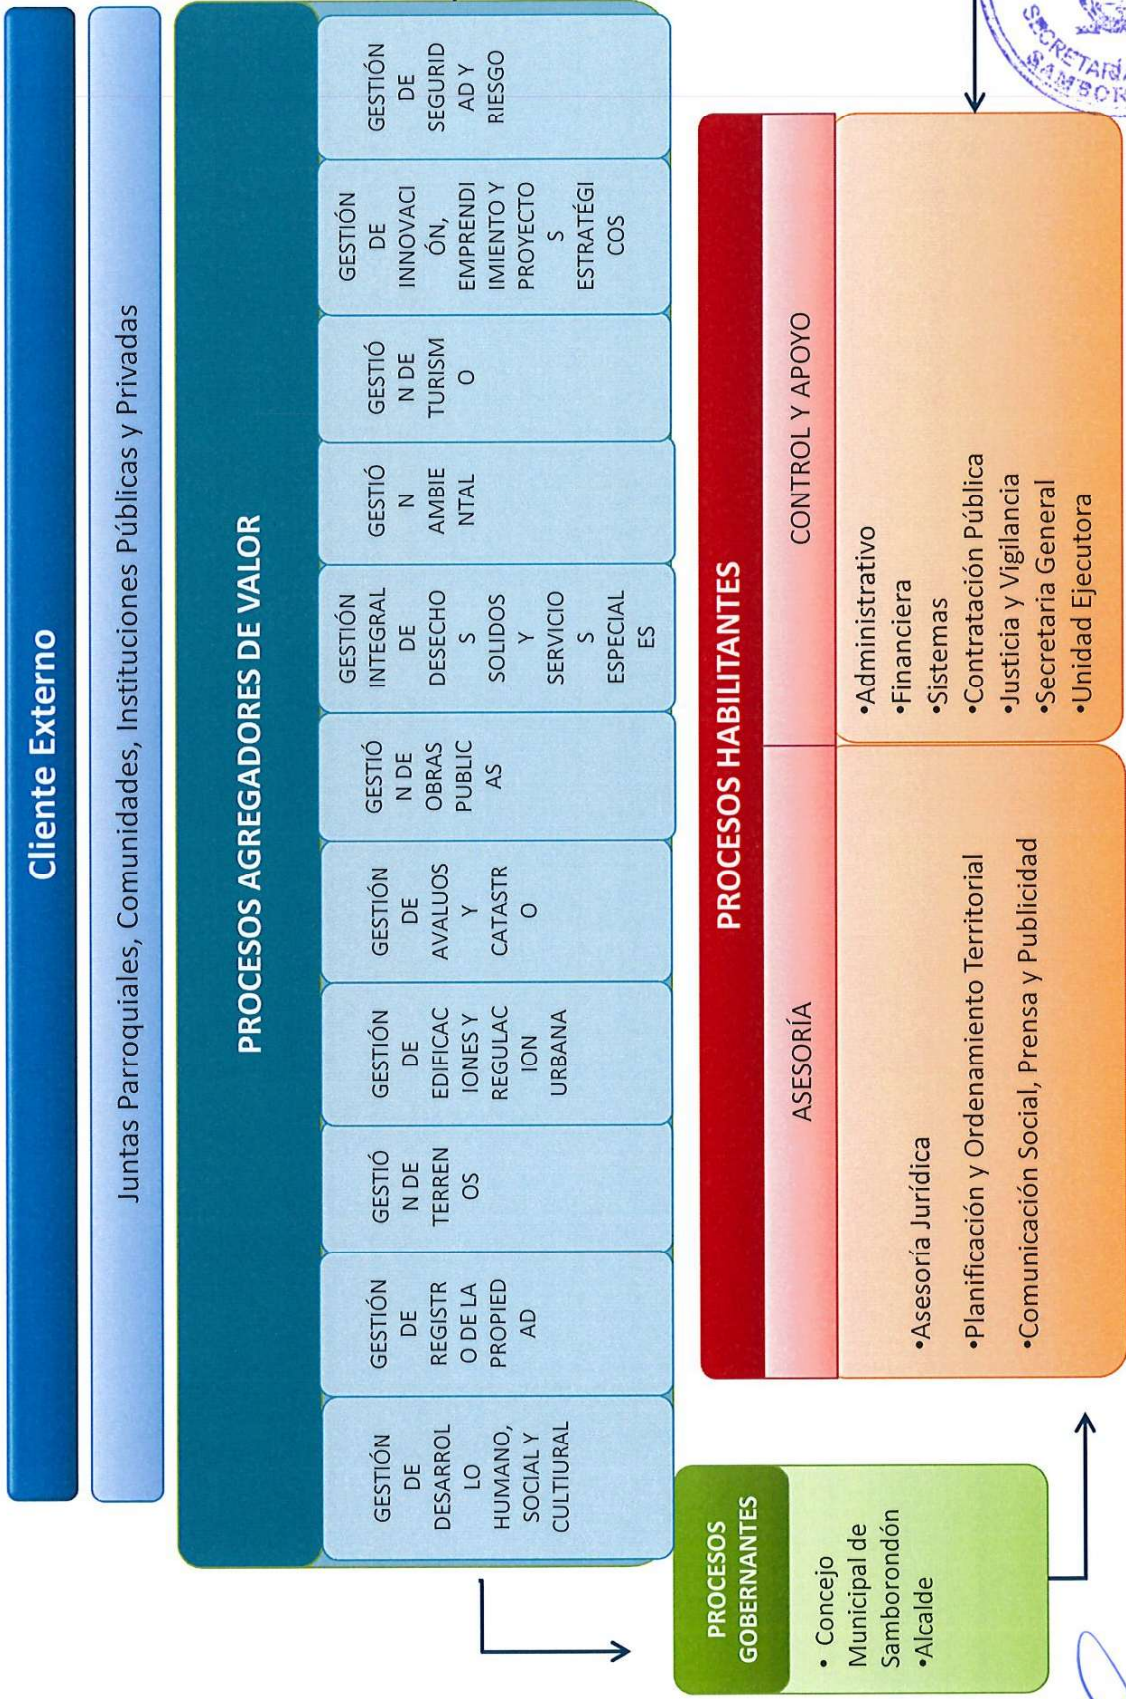 Cliente Externo
Juntas Parroquiales, Comunidades, Instituciones Públicas y Privadas
PROCESOS AGREGADORES DE VALOR
GESTIÓN
DE
DESARROL
LO
HUMANO,
SOCIAL Y
CULTIURAL
GESTIÓN
DE
REGISTR
O DE LA
PROPIED
AD
GESTIÓ
N DE
TERREN
OS
GESTIÓN
DE
EDIFICAC
IONES Y
REGULAC
ION
URBANA
GESTIÓN
DE
AVALUOS
Y
CATASTR
O
GESTIÓ
N DE
OBRAS
PUBLIC
AS
GESTIÓN
INTEGRAL
DE
DESECHO
S
SOLIDOS
Y
SERVICIO
S
ESPECIAL
ES
GESTIÓ
N
AMBIE
NTAL
GESTIÓ
N DE
TURISM
O
GESTIÓN
DE
INNOVACI
ÓN,
EMPRENDI
IMIENTO Y
PROYECTO
S
ESTRATÉGI
COS
GESTIÓN
DE
SEGURID
AD Y
RIESGO
PROCESOS
GOBERNANTES
• Concejo
Municipal de
Samborondón
•Alcalde
PROCESOS HABILITANTES
ASESORÍA
•Asesoría Jurídica
•Planificación y Ordenamiento Territorial
•Comunicación Social, Prensa y Publicidad
CONTROL Y APOYO
•Administrativo
•Financiera
•Sistemas
•Contratación Pública
•Justicia y Vigilancia
•Secretaria General
•Unidad Ejecutora
SECRETARÍA